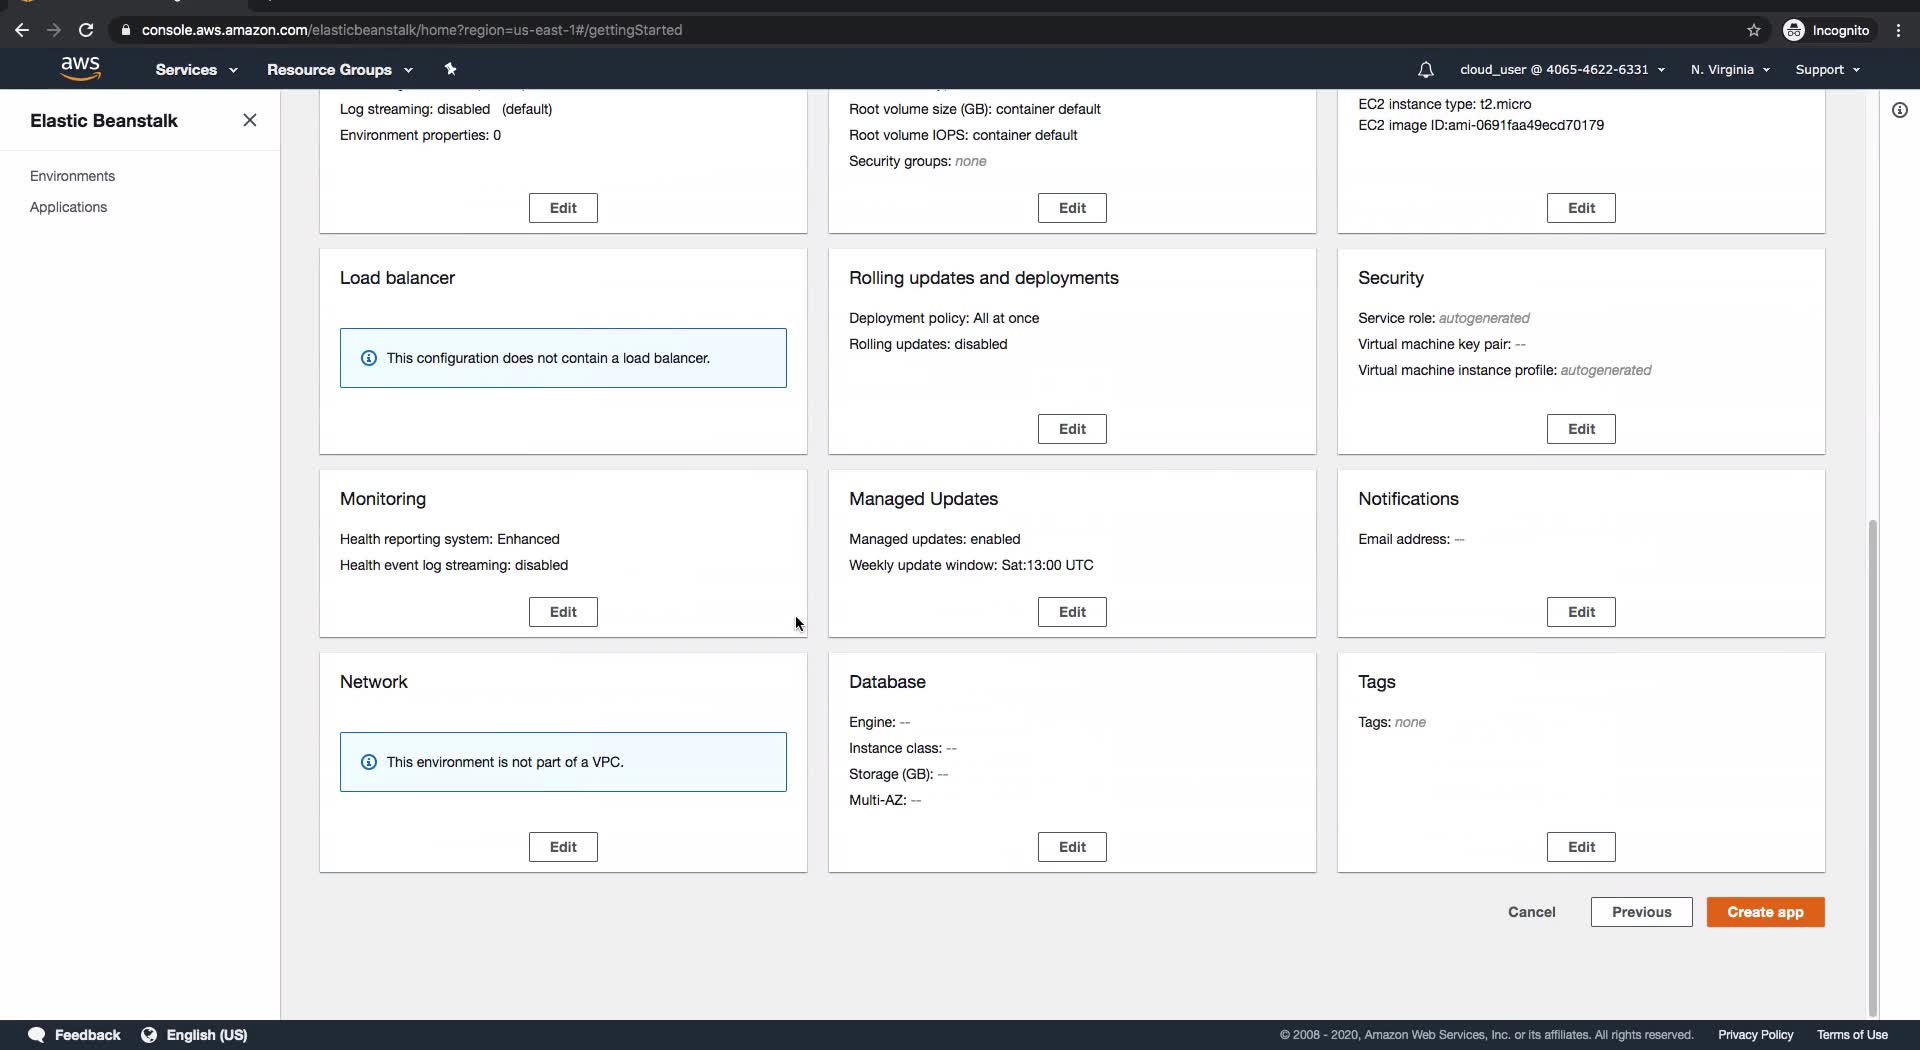 console.aws.amazon.com/elasticbeanstalk/home?region=us-east-1#/gettingStarted
Incognito
aws
Services
Resource Groups
cloud_user @ 4065-4622-6331
N. Virginia
Support
Elastic Beanstalk
Environments
Applications
Log streaming: disabled (default)
Environment properties: 0
Edit
Root volume size (GB): container default
Root volume IOPS: container default
Security groups: none
Edit
EC2 instance type: t2.micro
EC2 image ID:ami-0691faa49ecd70179
Edit
Load balancer
This configuration does not contain a load balancer.
Rolling updates and deployments
Deployment policy: All at once
Rolling updates: disabled
Edit
Security
Service role: autogenerated
Virtual machine key pair: --
Virtual machine instance profile: autogenerated
Edit
Monitoring
Health reporting system: Enhanced
Health event log streaming: disabled
Edit
Managed Updates
Managed updates: enabled
Weekly update window: Sat:13:00 UTC
Edit
Notifications
Email address: --
Edit
Network
This environment is not part of a VPC.
Edit
Database
Engine: --
Instance class: --
Storage (GB): --
Multi-AZ: --
Edit
Tags
Tags: none
Edit
Cancel
Previous
Create app
Feedback
English (US)
© 2008 - 2020, Amazon Web Services, Inc. or its affiliates. All rights reserved.
Privacy Policy
Terms of Use